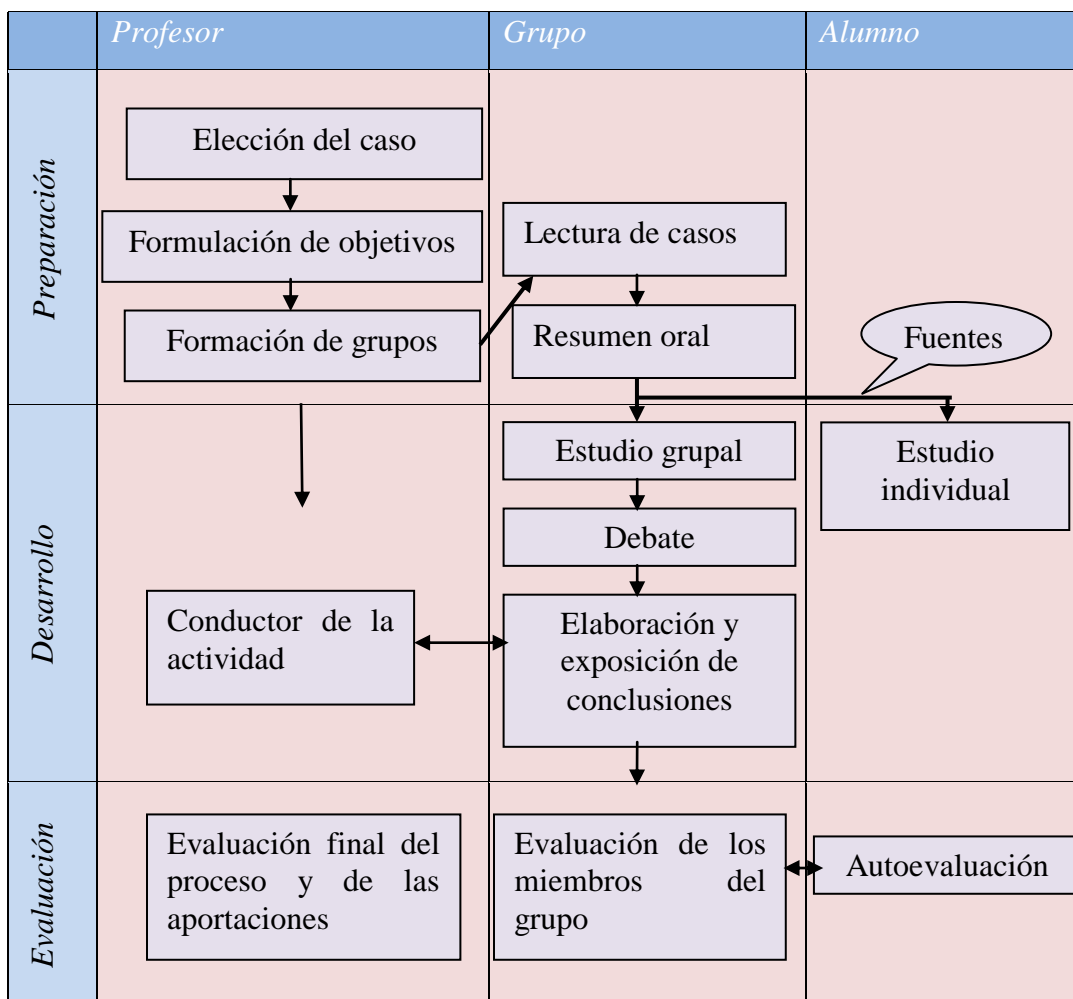 Profesor
Grupo
Alumno
Preparación
Elección del caso
Formulación de objetivos
Formación de grupos
Lectura de casos
Resumen oral
Fuentes
Desarrollo
Conductor de la
actividad
Estudio grupal
Debate
Elaboración y
exposición de
conclusiones
Estudio
individual
Evaluación
Evaluación final del
proceso y de las
aportaciones
Evaluación de los
miembros del
grupo
Autoevaluación